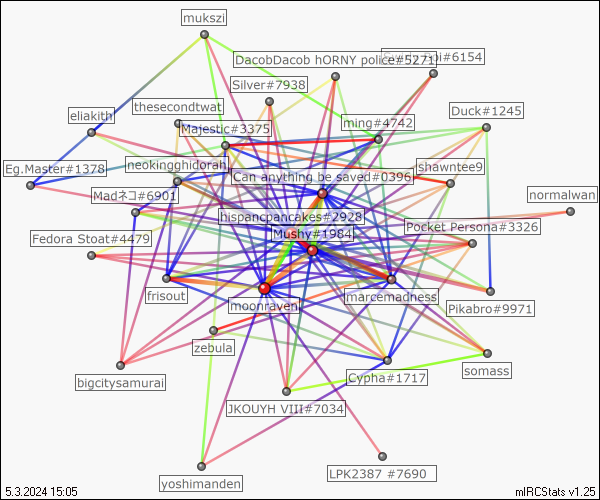 mukszi
DacobDacob hORNY police#5271
#6154
Silver#7938
thesecondtwat
eliakith
Majestic#3375
ming#4742
Duck#1245
Eg.Master#1378
neokingghidorah
Can anything be saved#0396
shawntee9
Madネコ#6901
normalwan
hispancpancakes#2928
Mushy#1984
Pocket Persona#3326
Fedora Stoat#4479
frisout
moonraven
marcemadness
Pikabro#9971
zebula
bigcitysamurai
Cypha#1717
somass
JKOUYH VIII#7034
yoshimanden
LPK2387 #7690
5.3.2024 15:05
mIRCStats v1.25